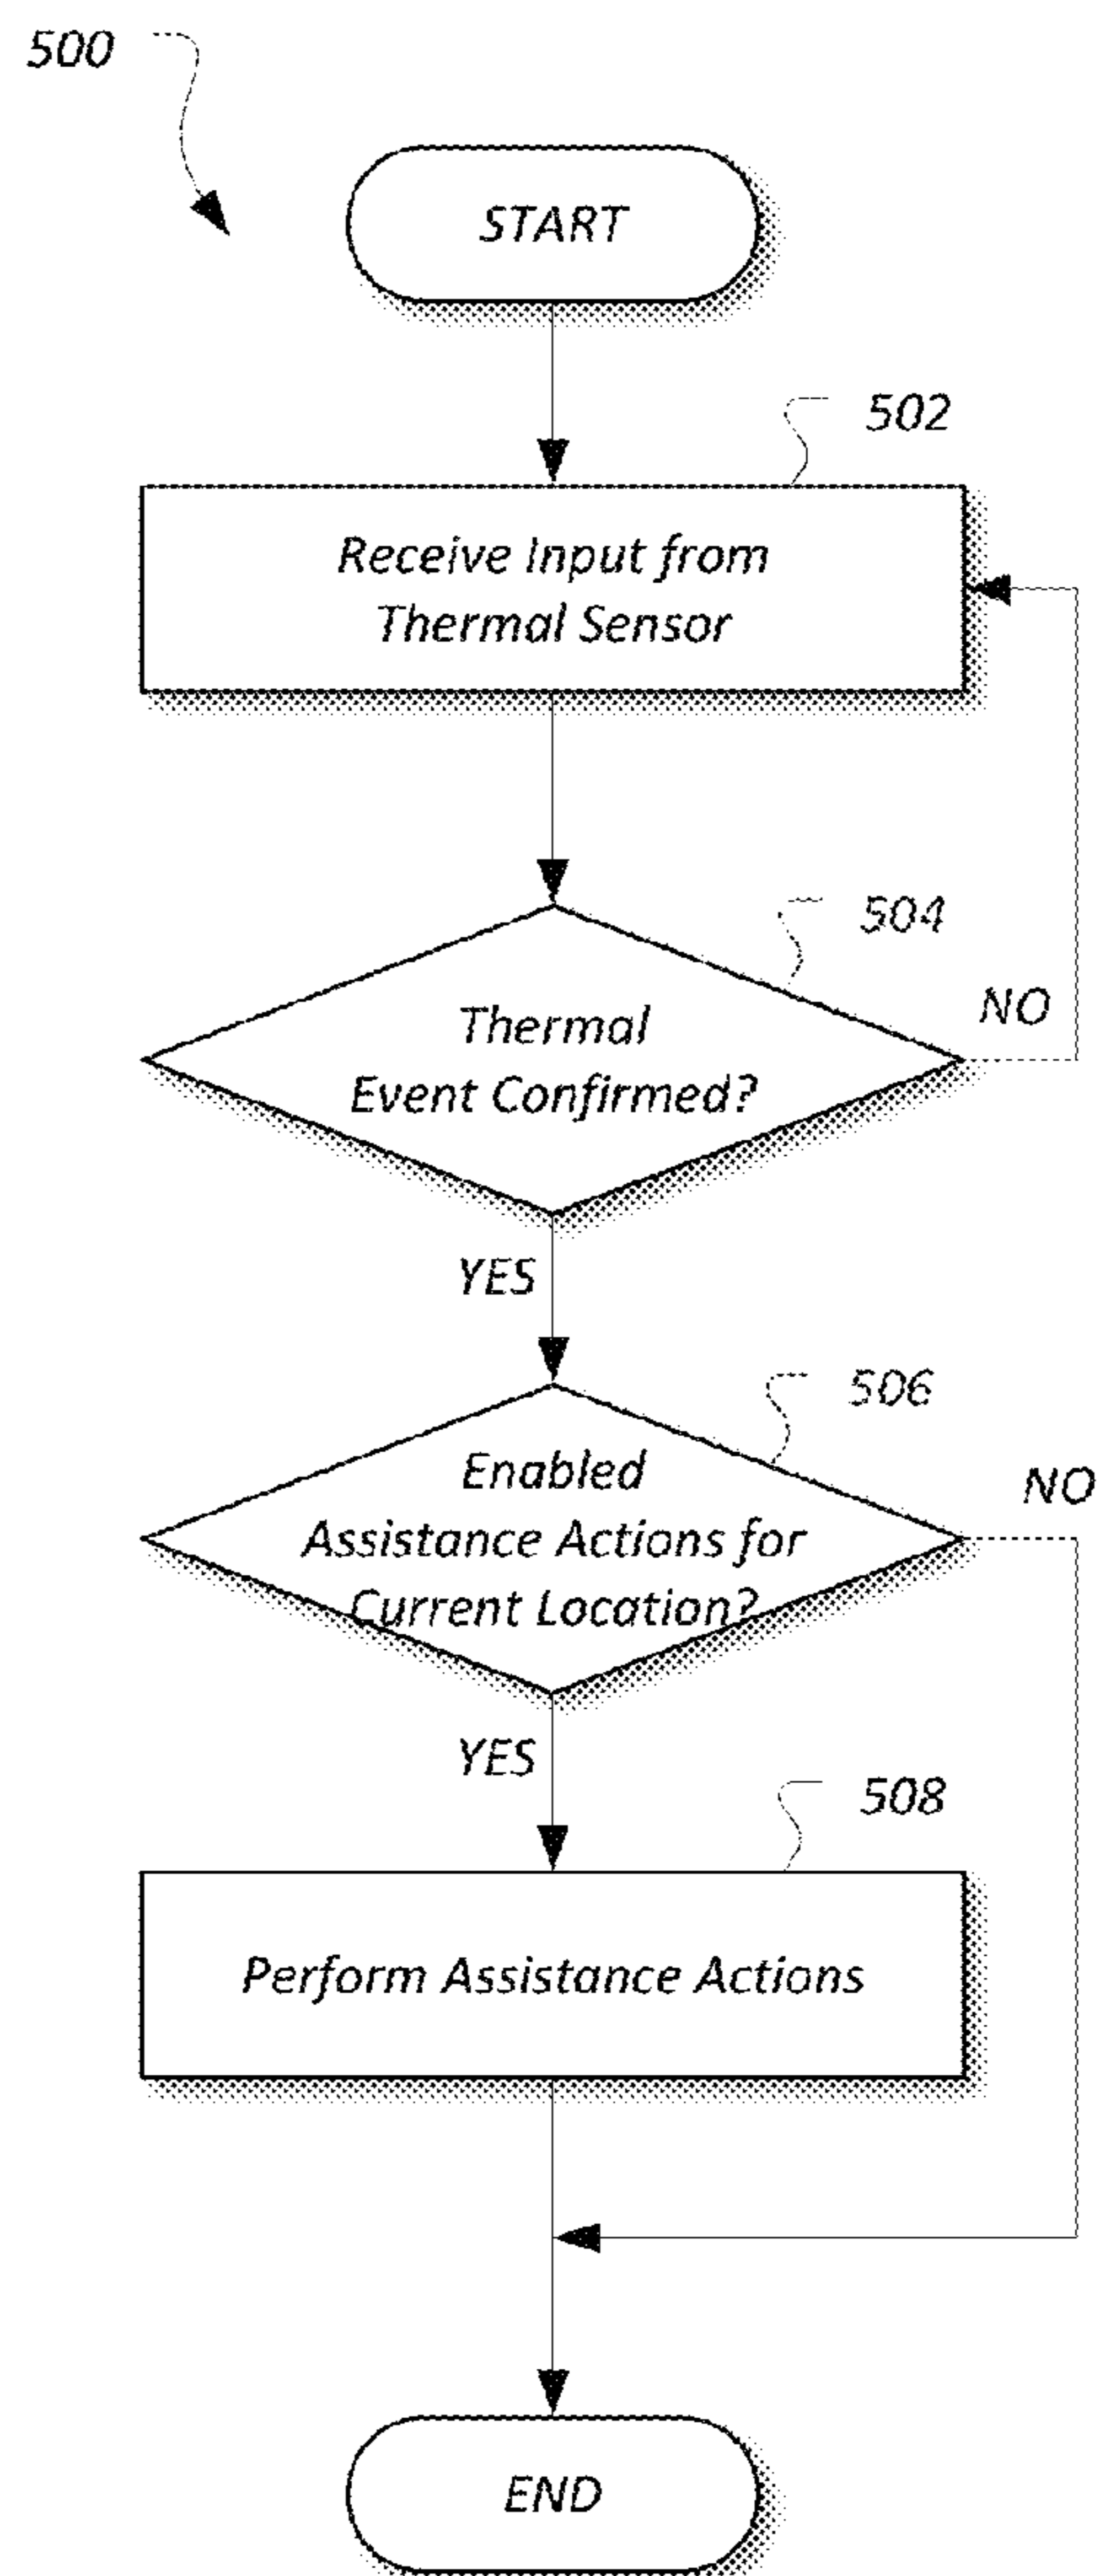 500
START
502
Receive Input from
Thermal Sensor
504
NO
Thermal
Event Confirmed?
YES
506
NO
Enabled
Assistance Actions for
Current Location?
YES
508
Perform Assistance Actions
END